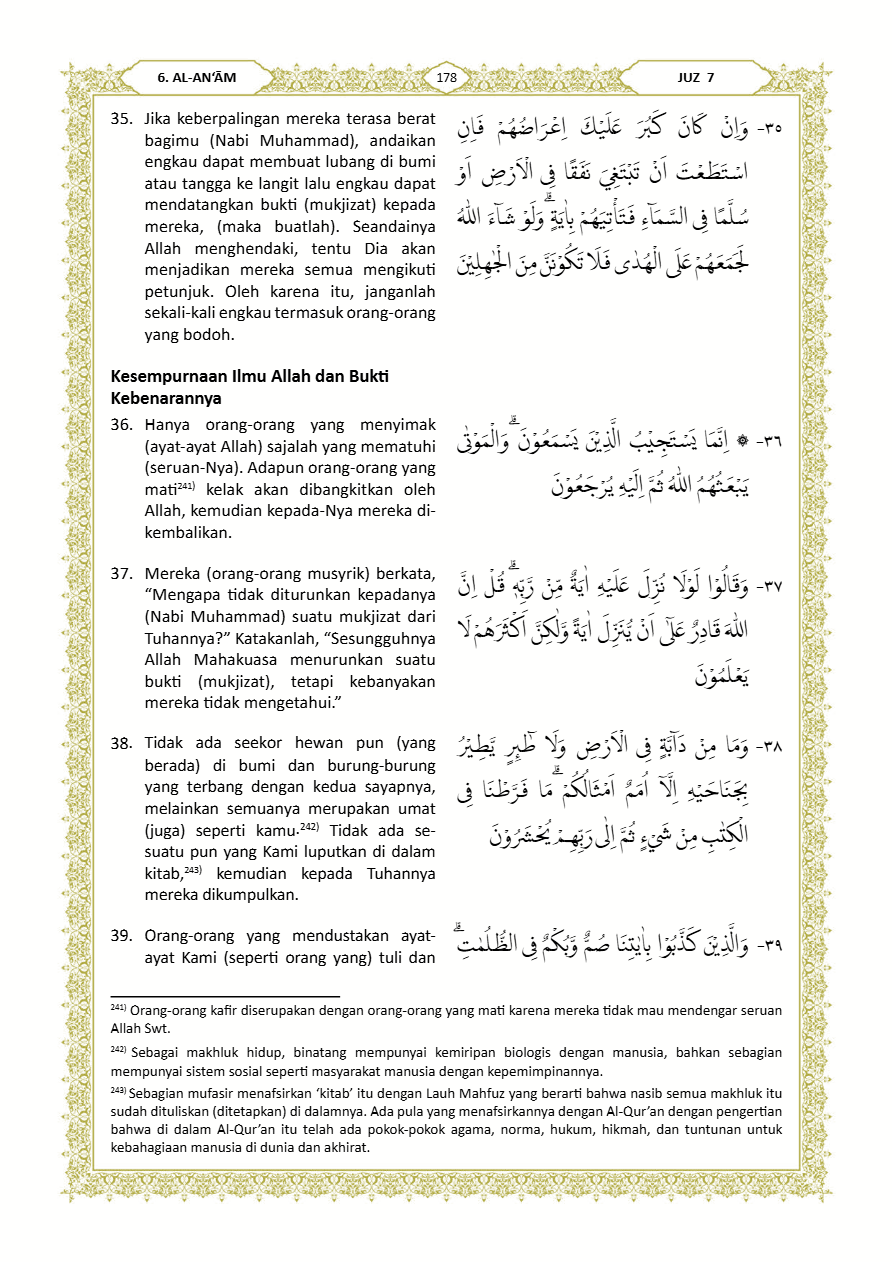 6. AL-AN‘ĀM
178
JUZ 7
35. Jika keberpalingan mereka terasa berat
bagimu (Nabi Muhammad), andaikan
engkau dapat membuat lubang di bumi
atau tangga ke langit lalu engkau dapat
mendatangkan bukti (mukjizat) kepada
mereka, (maka buatlah). Seandainya
Allah menghendaki, tentu Dia akan
menjadikan mereka semua mengikuti
petunjuk. Oleh karena itu, janganlah
sekali-kali engkau termasuk orang-orang
yang bodoh.
٣٥- وَاِنْ كَانَ كَبُرَ عَلَيْكَ اِعْرَاضُهُمْ فَاِنِ
اسْتَطَعْتَ اَنْ تَبْتَغِيَ نَفَقًا فِى الْاَرْضِ اَوْ
سُلَّمًا فِى السَّمَاۤءِ فَتَأْتِيَهُمْ بِاٰيَةٍ ۗوَلَوْ شَاۤءَ اللّٰهُ
لَجَمَعَهُمْ عَلَى الْهُدٰى فَلَا تَكُوْنَنَّ مِنَ الْجٰهِلِيْنَ
Kesempurnaan Ilmu Allah dan Bukti
Kebenarannya
36. Hanya orang-orang yang menyimak
(ayat-ayat Allah) sajalah yang mematuhi
(seruan-Nya). Adapun orang-orang yang
mati²⁴¹⁾ kelak akan dibangkitkan oleh
Allah, kemudian kepada-Nya mereka di-
kembalikan.
٣٦- ۞ اِنَّمَا يَسْتَجِيْبُ الَّذِيْنَ يَسْمَعُوْنَ ۗوَالْمَوْتٰى
يَبْعَثُهُمُ اللّٰهُ ثُمَّ اِلَيْهِ يُرْجَعُوْنَ
37. Mereka (orang-orang musyrik) berkata,
“Mengapa tidak diturunkan kepadanya
(Nabi Muhammad) suatu mukjizat dari
Tuhannya?” Katakanlah, “Sesungguhnya
Allah Mahakuasa menurunkan suatu
bukti (mukjizat), tetapi kebanyakan
mereka tidak mengetahui.”
٣٧- وَقَالُوْا لَوْلَا نُزِّلَ عَلَيْهِ اٰيَةٌ مِّنْ رَّبِّهٖۗ قُلْ اِنَّ
اللّٰهَ قَادِرٌ عَلٰٓى اَنْ يُّنَزِّلَ اٰيَةً وَّلٰكِنَّ اَكْثَرَهُمْ لَا
يَعْلَمُوْنَ
38. Tidak ada seekor hewan pun (yang
berada) di bumi dan burung-burung
yang terbang dengan kedua sayapnya,
melainkan semuanya merupakan umat
(juga) seperti kamu.²⁴²⁾ Tidak ada se-
suatu pun yang Kami luputkan di dalam
kitab,²⁴³⁾ kemudian kepada Tuhannya
mereka dikumpulkan.
٣٨- وَمَا مِنْ دَاۤبَّةٍ فِى الْاَرْضِ وَلَا طٰۤىِٕرٍ يَّطِيْرُ
بِجَنَاحَيْهِ اِلَّآ اُمَمٌ اَمْثَالُكُمْ ۗمَا فَرَّطْنَا فِى
الْكِتٰبِ مِنْ شَيْءٍ ثُمَّ اِلٰى رَبِّهِمْ يُحْشَرُوْنَ
39. Orang-orang yang mendustakan ayat-
ayat Kami (seperti orang yang) tuli dan
٣٩- وَالَّذِيْنَ كَذَّبُوْا بِاٰيٰتِنَا صُمٌّ وَّبُكْمٌ فِى الظُّلُمٰتِۗ
²⁴¹⁾ Orang-orang kafir diserupakan dengan orang-orang yang mati karena mereka tidak mau mendengar seruan
Allah Swt.
²⁴²⁾ Sebagai makhluk hidup, binatang mempunyai kemiripan biologis dengan manusia, bahkan sebagian
mempunyai sistem sosial seperti masyarakat manusia dengan kepemimpinannya.
²⁴³⁾ Sebagian mufasir menafsirkan ‘kitab’ itu dengan Lauh Mahfuz yang berarti bahwa nasib semua makhluk itu
sudah dituliskan (ditetapkan) di dalamnya. Ada pula yang menafsirkannya dengan Al-Qur’an dengan pengertian
bahwa di dalam Al-Qur’an itu telah ada pokok-pokok agama, norma, hukum, hikmah, dan tuntunan untuk
kebahagiaan manusia di dunia dan akhirat.